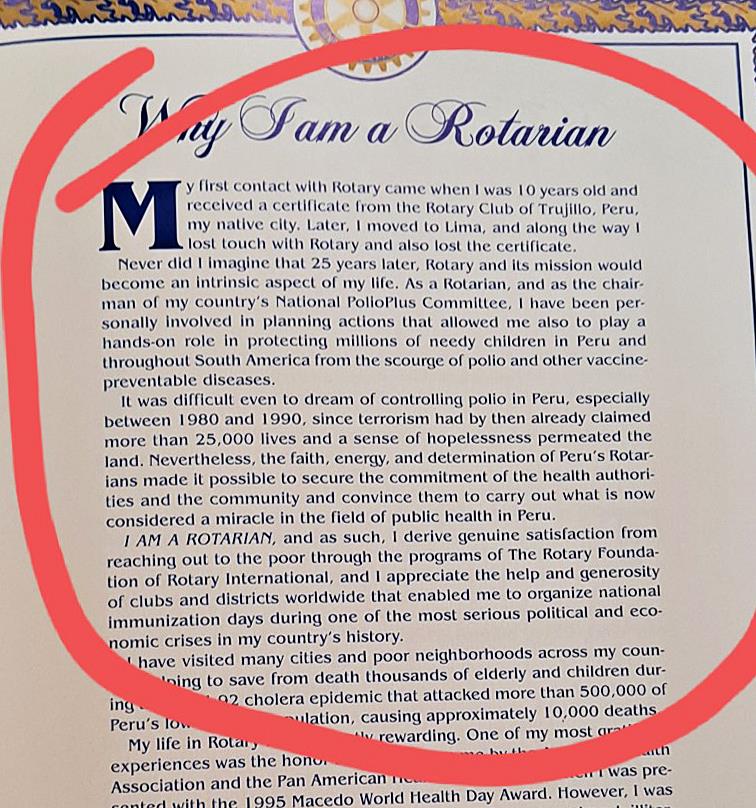 Why I am a Rotarian
My first contact with Rotary came when I was 10 years old and
received a certificate from the Rotary Club of Trujillo, Peru,
my native city. Later, I moved to Lima, and along the way I
lost touch with Rotary and also lost the certificate.
Never did I imagine that 25 years later, Rotary and its mission would
become an intrinsic aspect of my life. As a Rotarian, and as the chair-
man of my country's National PolioPlus Committee, I have been per-
sonally involved in planning actions that allowed me also to play a
hands-on role in protecting millions of needy children in Peru and
throughout South America from the scourge of polio and other vaccine-
preventable diseases.
It was difficult even to dream of controlling polio in Peru, especially
between 1980 and 1990, since terrorism had by then already claimed
more than 25,000 lives and a sense of hopelessness permeated the
land. Nevertheless, the faith, energy, and determination of Peru's Rotar-
ians made it possible to secure the commitment of the health authori-
ties and the community and convince them to carry out what is now
considered a miracle in the field of public health in Peru.
I AM A ROTARIAN, and as such, I derive genuine satisfaction from
reaching out to the poor through the programs of The Rotary Founda-
tion of Rotary International, and I appreciate the help and generosity
of clubs and districts worldwide that enabled me to organize national
immunization days during one of the most serious political and eco-
nomic crises in my country's history.
I have visited many cities and poor neighborhoods across my coun-
to save from death thousands of elderly and children dur-
ing cholera epidemic that attacked more than 500,000 of
Peru's causing approximately 10,000 deaths
My life in Rotary rewarding. One of my most
experiences was the
Association and the Pan American I was pre-
sented with the 1995 Macedo World Health Day Award. However, I was